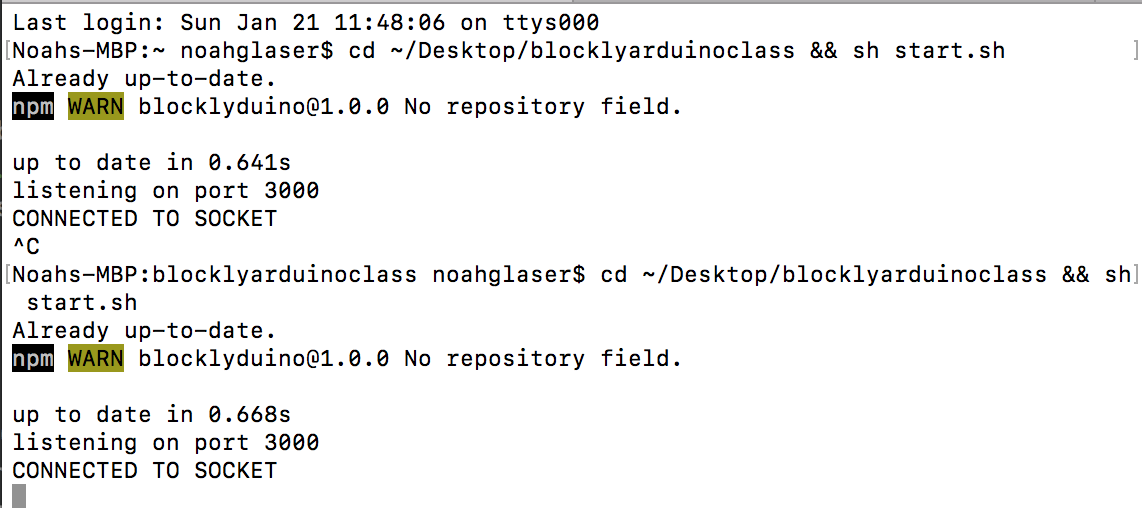 Last login: Sun Jan 21 11:48:06 on ttys000
[Noahs-MBP:~ noahglaser$ cd ~/Desktop/blocklyarduinoclass && sh start.sh ]
Already up-to-date.
npm WARN blocklyduino@1.0.0 No repository field.

up to date in 0.641s
listening on port 3000
CONNECTED TO SOCKET
^C
[Noahs-MBP:blocklyarduinoclass noahglaser$ cd ~/Desktop/blocklyarduinoclass && sh]
 start.sh
Already up-to-date.
npm WARN blocklyduino@1.0.0 No repository field.

up to date in 0.668s
listening on port 3000
CONNECTED TO SOCKET